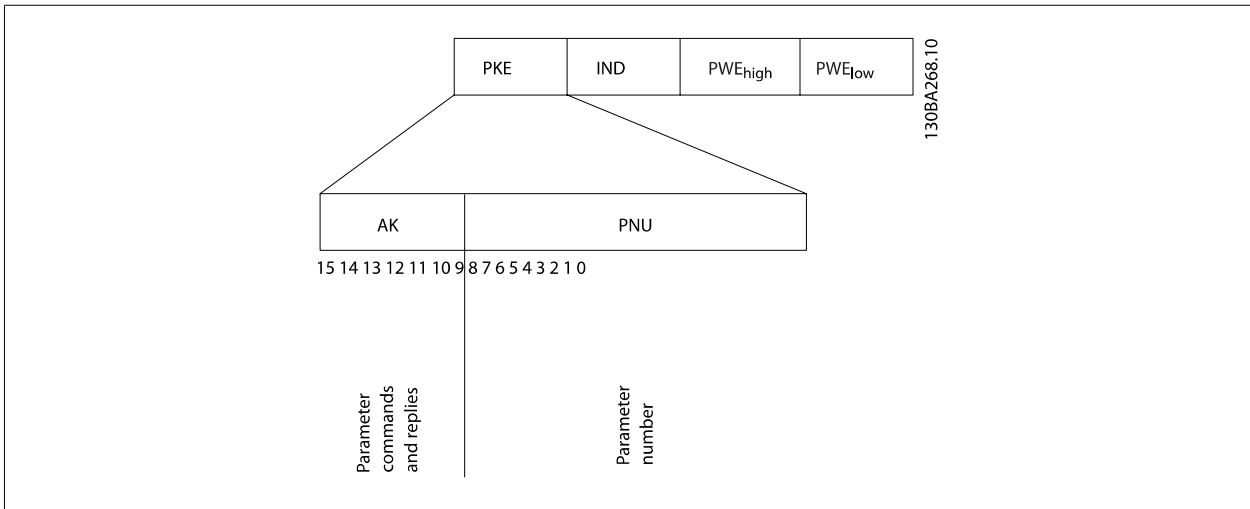 PKE IND PWEhigh PWElow
130BA268.10
AK PNU
15 14 13 12 11 10 9 8 7 6 5 4 3 2 1 0
Parameter
commands
and replies
Parameter
number